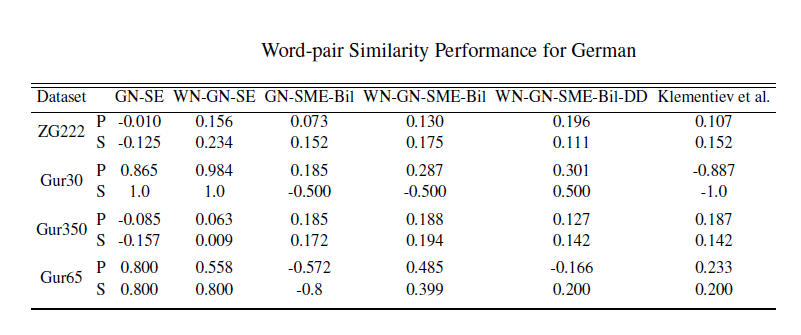 Word-pair Similarity Performance for German
Dataset GN-SE WN-GN-SE GN-SME-Bil WN-GN-SME-Bil WN-GN-SME-Bil-DD Klementiev et al.
ZG222 P -0.010 0.156 0.073 0.130 0.196 0.107
S -0.125 0.234 0.152 0.175 0.111 0.152
Gur30 P 0.865 0.984 0.185 0.287 0.301 -0.887
S 1.0 1.0 -0.500 -0.500 0.500 -1.0
Gur350 P -0.085 0.063 0.185 0.188 0.127 0.187
S -0.157 0.009 0.172 0.194 0.142 0.142
Gur65 P 0.800 0.558 -0.572 0.485 -0.166 0.233
S 0.800 0.800 -0.8 0.399 0.200 0.200